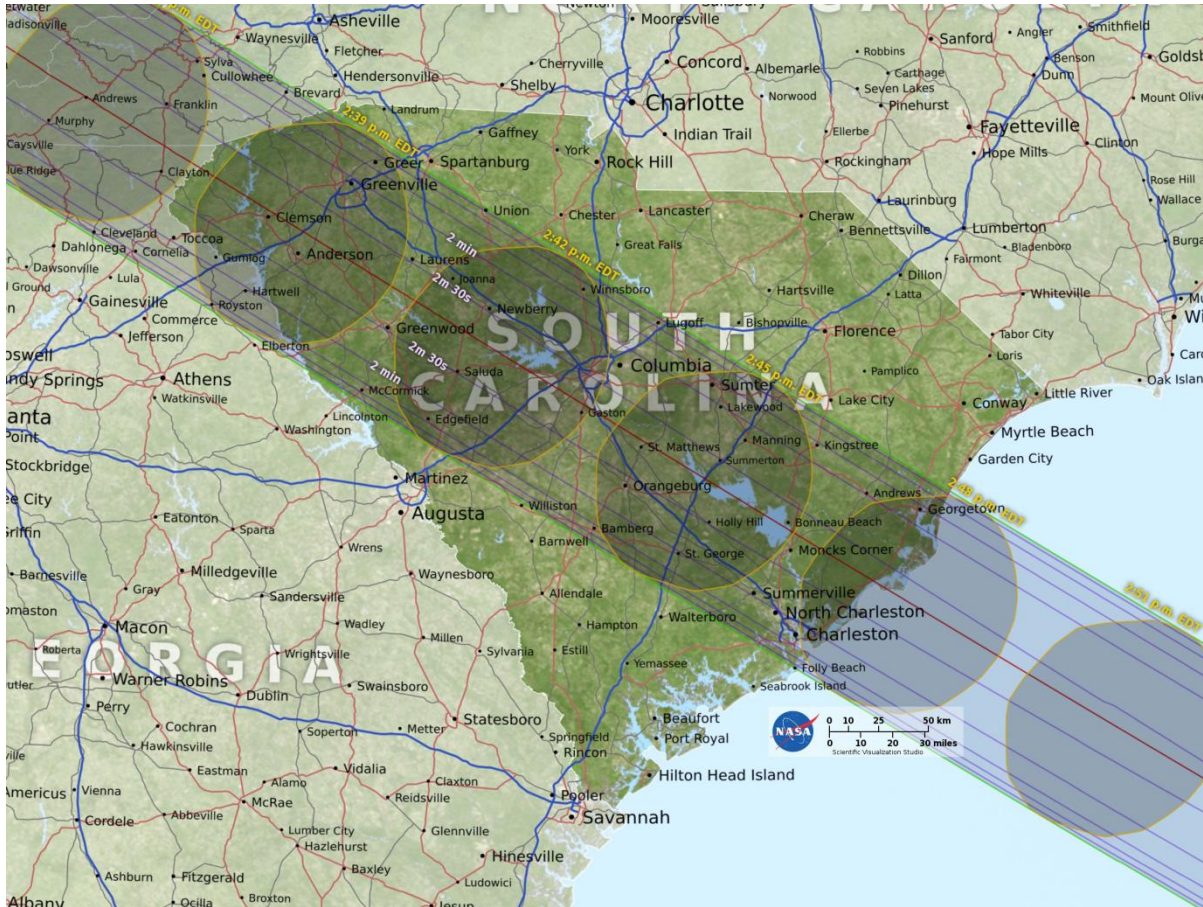 NORTH CAROLINA
Asheville
Mooresville
Salisbury
Sanford
Angler
Smithfield
Waynesville
Fletcher
Hendersonville
Cherryville
Shelby
Concord
Albemarle
Robbins
Carthage
Seven Lakes
Pinehurst
Benson
Dunn
Sylva
Cullowhee
Brevard
Landrum
Charlotte
Norwood
Mount Olive
Andrews
Franklin
Murphy
2:39 p.m. EDT
Gaffney
York
Indian Trail
Ellerbe
Fayetteville
Hope Mills
Clinton
Greer
Spartanburg
Rock Hill
Rockingham
Blue Ridge
Clayton
Greenville
Rose Hill
Wallace
Clemson
Union
Chester
Lancaster
Cheraw
Laurinburg
Bennettsville
Lumberton
Cleveland
Toccoa
Dahlonega
Cornelia
Gumlog
Anderson
Laurens
2 min
2:42 p.m. EDT
Great Falls
Bladenboro
Fairmont
Dawsonville
Lula
Joanna
2m 30s
Winnsboro
Dillon
Hartsville
Latta
Whiteville
Gainesville
Hartwell
Royston
Newberry
Commerce
Jefferson
Greenwood
SOUTH CAROLINA
Lugoff
Bishopville
Florence
Tabor City
Loris
Elberton
2m 30s
2 min
Saluda
Columbia
2:45 p.m. EDT
Pamplico
Oak Island
Athens
Watkinsville
McCormick
Sumter
Little River
Lincolnton
Edgefield
Gaston
Lakewood
Lake City
Conway
Washington
Myrtle Beach
St. Matthews
Manning
Kingstree
Garden City
Stockbridge
Summerton
Martinez
Orangeburg
Andrews
2:48 p.m. EDT
Augusta
Williston
Georgetown
Eatonton
Sparta
Bamberg
Holly Hill
Bonneau Beach
Wrens
Barnwell
St. George
Moncks Corner
Barnesville
Milledgeville
Waynesboro
Gray
Sandersville
Allendale
Summerville
2:51 p.m. EDT
Macon
Wadley
Millen
Hampton
Walterboro
North Charleston
Charleston
GEORGIA
Roberta
Wrightsville
Sylvania
Estill
Yemassee
Folly Beach
Warner Robins
Dublin
Swainsboro
Seabrook Island
Perry
Cochran
Soperton
Metter
Statesboro
Beaufort
Port Royal
Hawkinsville
Springfield
Rincon
NASA
0 10 25 50 km
0 10 30 miles
Scientific Visualization Studio
Eastman
Vidalia
Claxton
Hilton Head Island
Americus
Vienna
Alamo
McRae
Reidsville
Pooler
Cordele
Abbeville
Savannah
Lumber City
Hazlehurst
Glennville
Baxley
Hinesville
Ashburn
Fitzgerald
Ludowici
Albany
Ocilla
Broxton